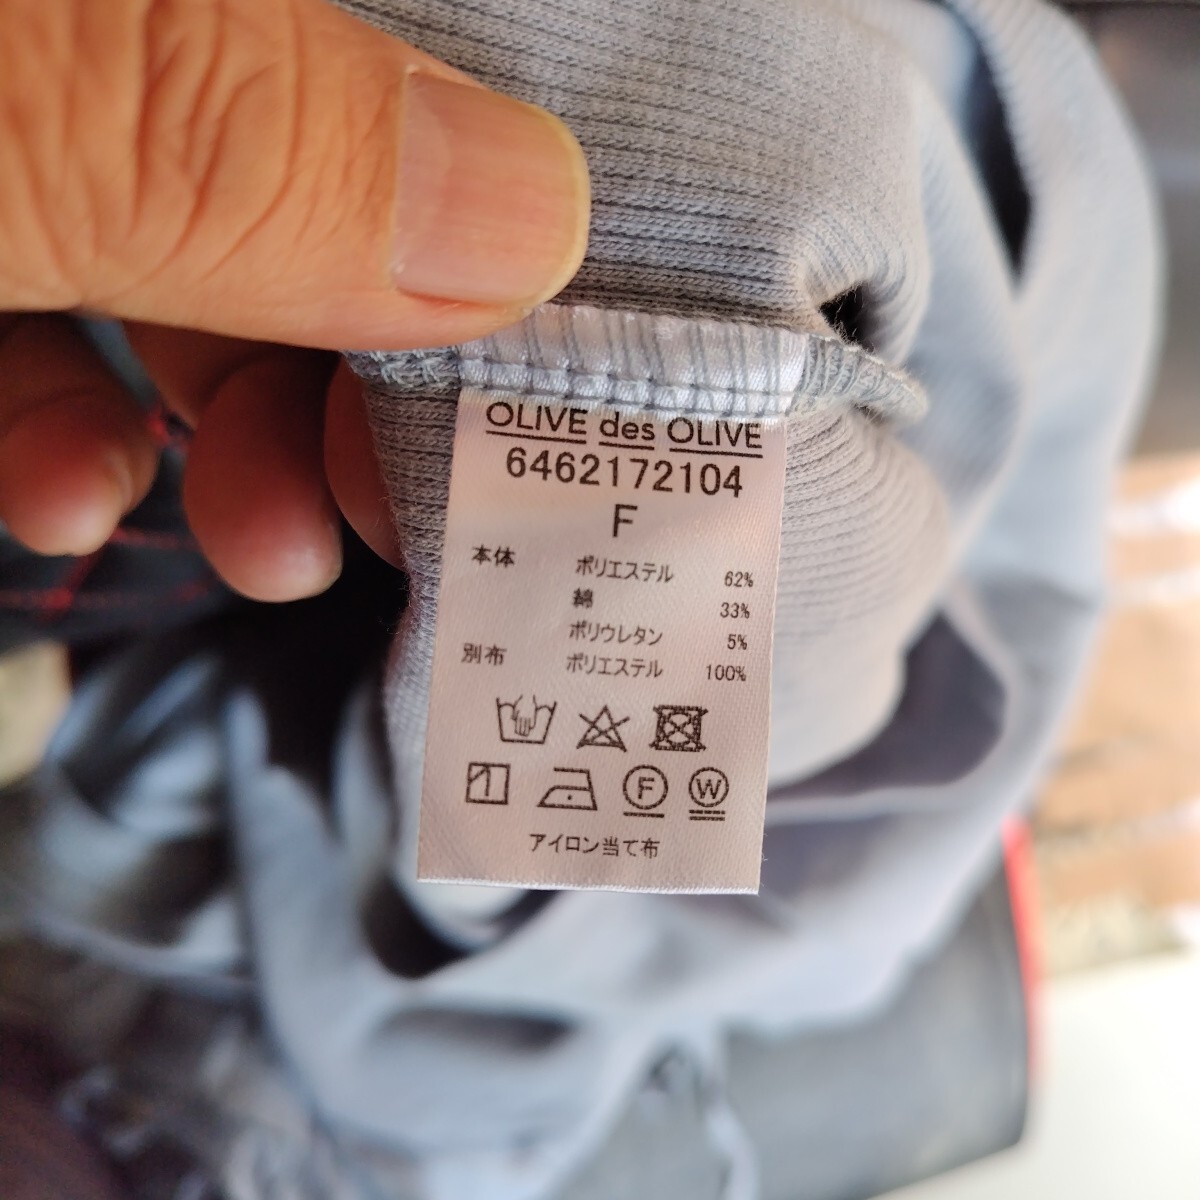 OLIVE des OLIVE
6462172104
F
本体 ポリエステル 62%
綿 33%
ポリウレタン 5%
別布 ポリエステル 100%
F W
アイロン当て布